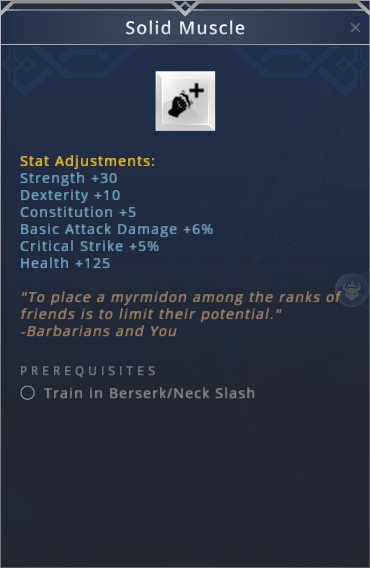 Solid Muscle
Stat Adjustments:
Strength +30
Dexterity +10
Constitution +5
Basic Attack Damage +6%
Critical Strike +5%
Health +125
"To place a myrmidon among the ranks of
friends is to limit their potential."
-Barbarians and You
PREREQUISITES
Train in Berserk/Neck Slash